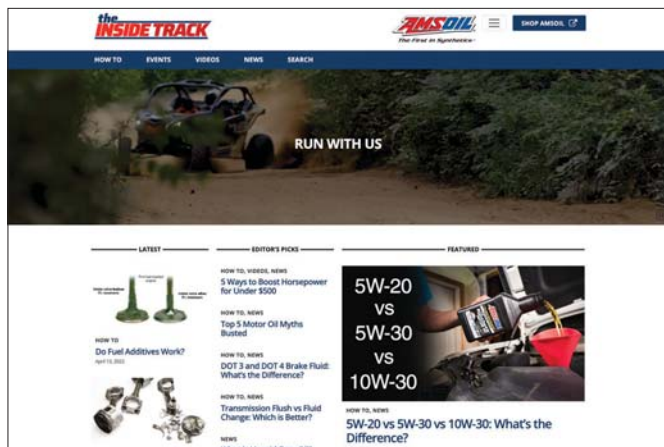 the
INSIDE TRACK
AMSOIL
The First in Synthetics
SHOP AMSOIL
HOW TO EVENTS VIDEOS NEWS SEARCH
RUN WITH US
LATEST
HOW TO
Do Fuel Additives Work?
April 13, 2022
EDITOR'S PICKS
HOW TO, VIDEOS, NEWS
5 Ways to Boost Horsepower
for Under $500
HOW TO, NEWS
Top 5 Motor Oil Myths
Busted
HOW TO, NEWS
DOT 3 and DOT 4 Brake Fluid:
What's the Difference?
HOW TO, NEWS
Transmission Flush vs Fluid
Change: Which is Better?
NEWS
FEATURED
5W-20
vs
5W-30
vs
10W-30
AMSOIL
HOW TO, NEWS
5W-20 vs 5W-30 vs 10W-30: What's the
Difference?